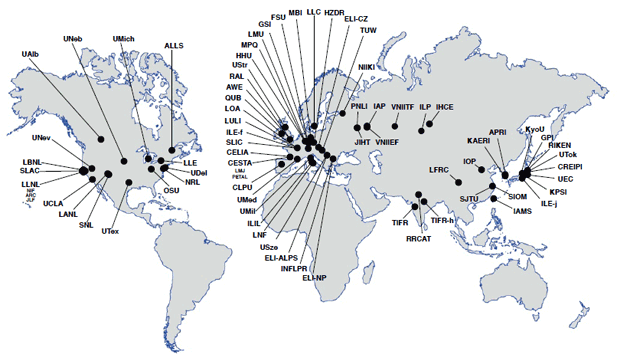 UAlb
UNeb
UMich
ALLS
UNev
LBNL
SLAC
LLNL
NIF
ARC
JLF
UCLA
LANL
SNL
UTex
OSU
NRL
UDel
LLE
LLC
HZDR
MBI
ELI-CZ
FSU
TUW
GSI
LMU
NIIKI
MPQ
HHU
UStr
RAL
AWE
QUB
LOA
LULI
ILE-f
SLIC
CELIA
CESTA
LMJ
PETAL
CLPU
UMed
UMil
ILIL
LNF
USze
ELI-ALPS
INFLPR
ELI-NP
PNLI
IAP
VNIITF
ILP
IHCE
JIHT
VNIIEF
TIFR
RRCAT
TIFR-h
LFRC
IOP
KAERI
APRI
SJTU
SIOM
IAMS
KyoU
GPI
RIKEN
UTok
CREIPI
UEC
KPSI
ILE-j